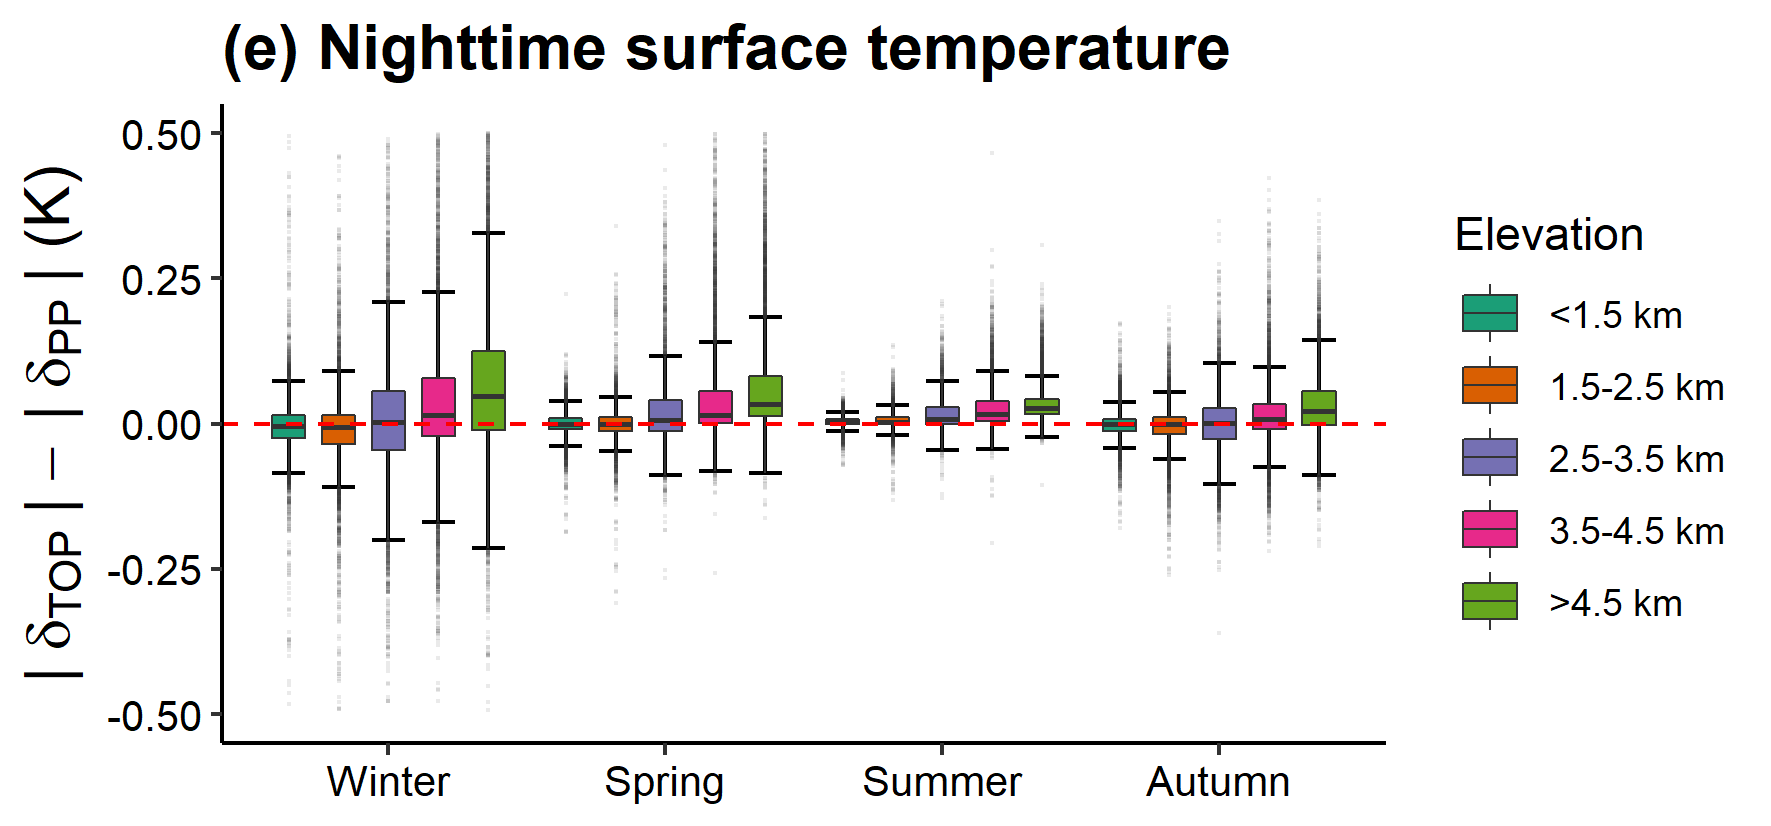 (e) Nighttime surface temperature
| δTOP | − | δPP | (K)
0.50
0.25
0.00
-0.25
-0.50
Winter
Spring
Summer
Autumn
Elevation
<1.5 km
1.5-2.5 km
2.5-3.5 km
3.5-4.5 km
>4.5 km